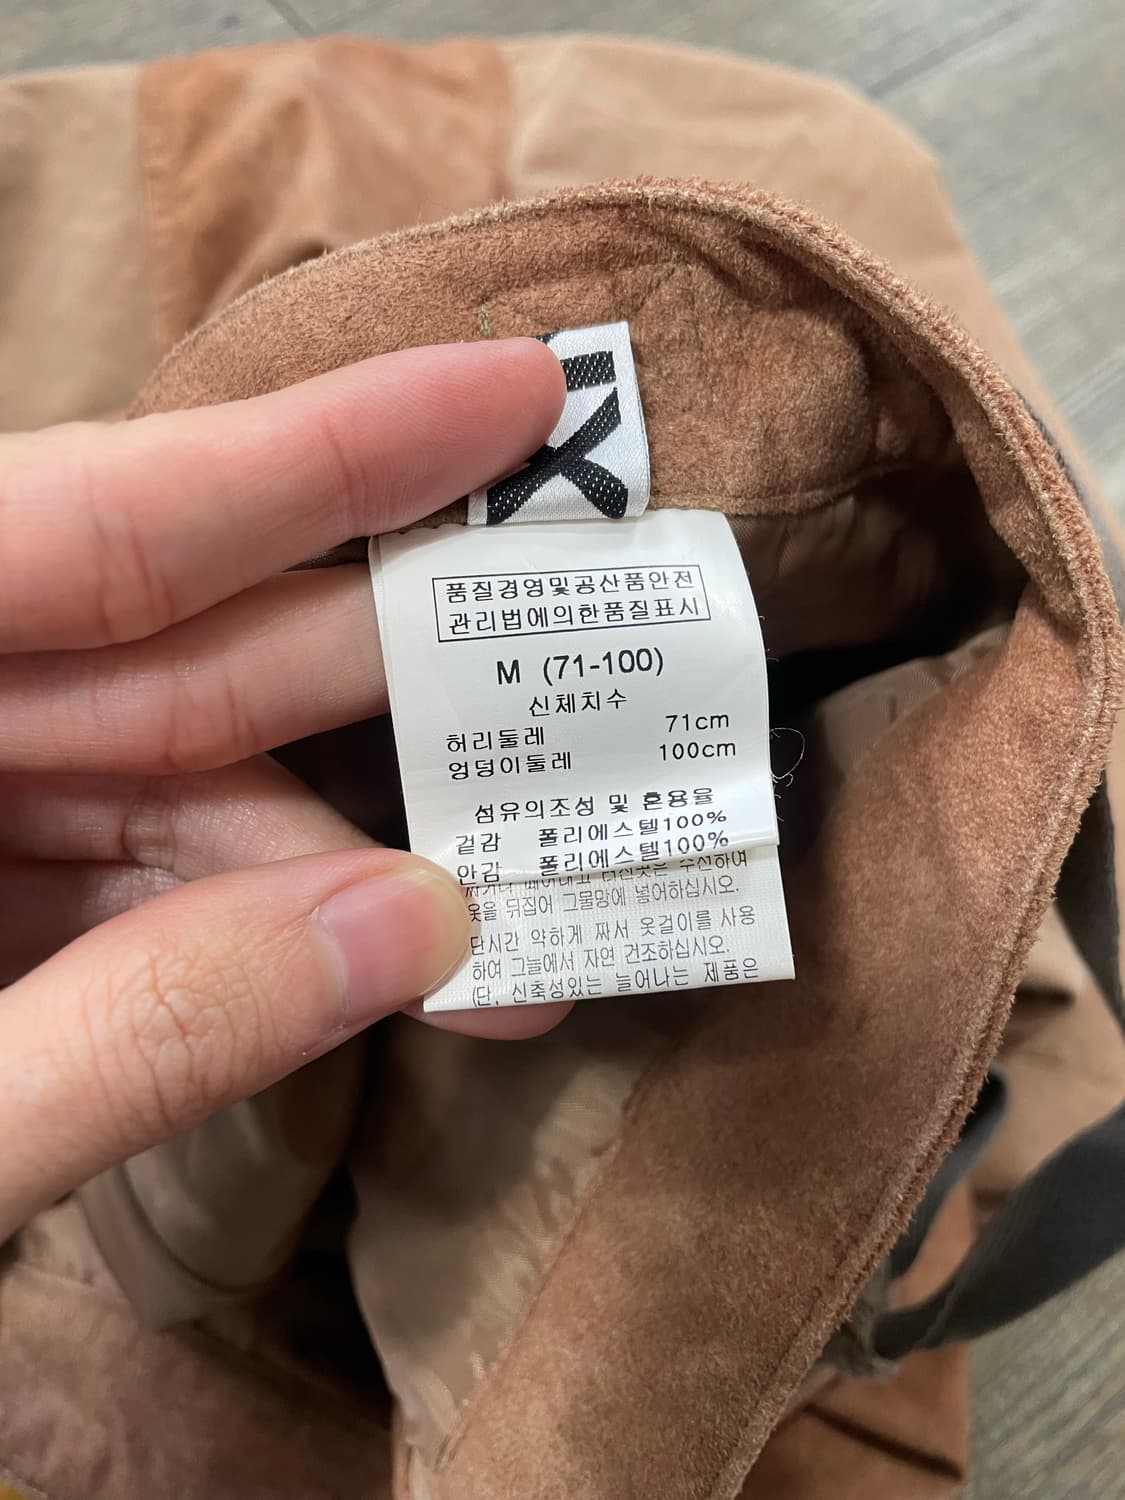 품질경영및공산품안전
관리법에의한품질표시
M (71-100)
신체치수
허리둘레 71cm
엉덩이둘레 100cm
섬유의조성 및 혼용율
겉감 폴리에스텔100%
안감 폴리에스텔100%
수선하여
옷을 뒤집어 그물망에 넣어하십시오.
단시간 약하게 짜서 옷걸이를 사용
하여 그늘에서 자연 건조하십시오.
(단, 신축성있는 늘어나는 제품은